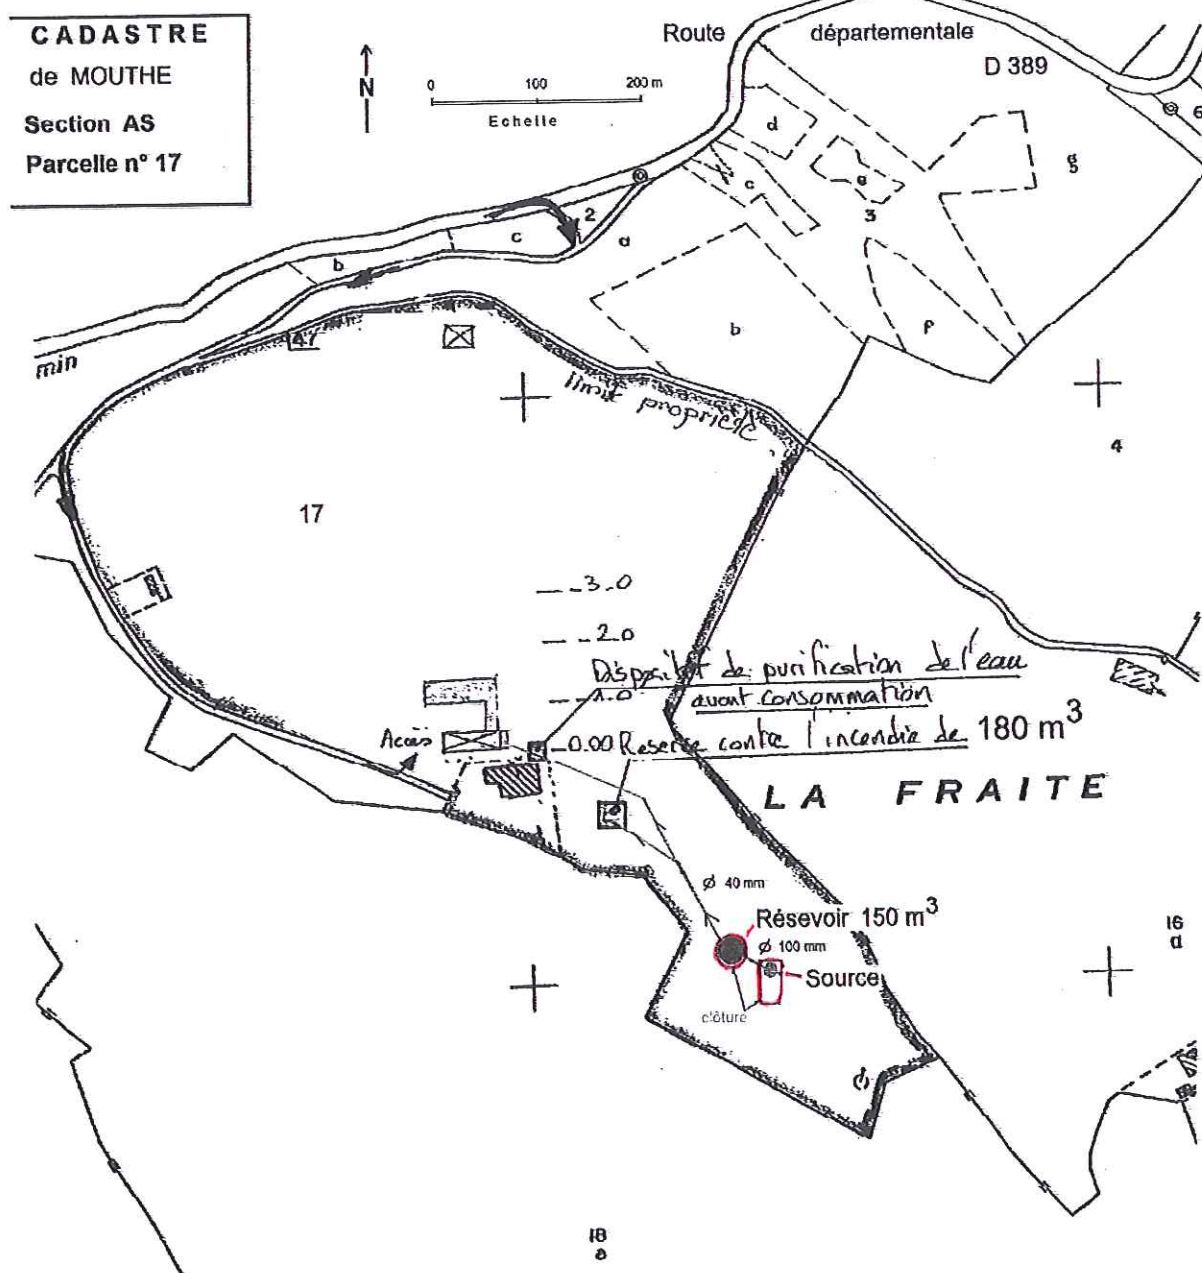 CADASTRE
de MOUTHE
Section AS
Parcelle n° 17
N
0 100 200 m
Echelle
Route départementale
D 389
6
d
e
g
c
3
2
c
a
b
b
f
47
min
limit propriété
4
17
- - 3.0
- - 2.0
Dispositif de purification de l'eau
1.0 avant consommation
0.00 Reserve contre l'incendie de 180 m³
Accès
LA FRAITE
ø 40 mm
Résevoir 150 m³
ø 100 mm
Source
clôture
16
a
18
a